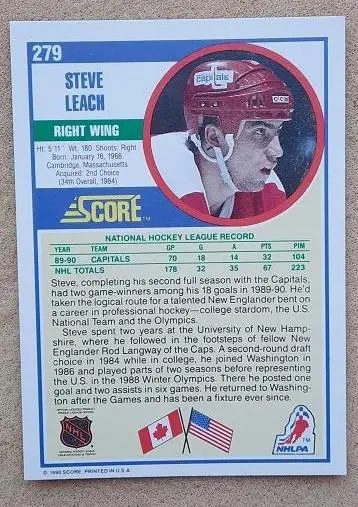 279
STEVE
LEACH
RIGHT WING
Ht: 5'11" Wt: 180 Shoots: Right
Born: January 16, 1966
Cambridge, Massachusetts
Acquired: 2nd Choice
(34th Overall, 1984)
capitals
CCM
SCORE™
NATIONAL HOCKEY LEAGUE RECORD
YEAR TEAM GP G A PTS PIM
89-90 CAPITALS 70 18 14 32 104
NHL TOTALS 178 32 35 67 223
Steve, completing his second full season with the Capitals,
had two game-winners among his 18 goals in 1989-90. He'd
taken the logical route for a talented New Englander bent on
a career in professional hockey—college stardom, the U.S.
National Team and the Olympics.
Steve spent two years at the University of New Hamp-
shire, where he followed in the footsteps of fellow New
Englander Rod Langway of the Caps. A second-round draft
choice in 1984 while in college, he joined Washington in
1986 and played parts of two seasons before representing
the U.S. in the 1988 Winter Olympics. There he posted one
goal and two assists in six games. He returned to Washing-
ton after the Games and has been a fixture ever since.
NHL
NHLPA
™
© 1990 SCORE, PRINTED IN U.S.A.